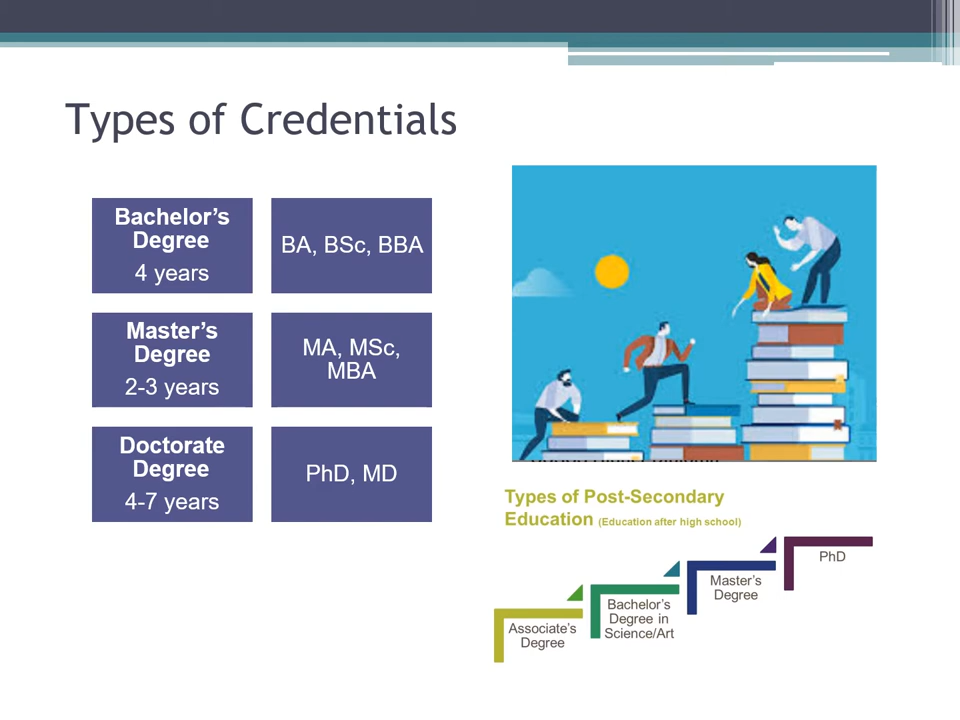 Types of Credentials
Bachelor’s
Degree
4 years
BA, BSc, BBA
Master’s
Degree
2-3 years
MA, MSc,
MBA
Doctorate
Degree
4-7 years
PhD, MD
Types of Post-Secondary
Education (Education after high school)
PhD
Master’s
Degree
Bachelor’s
Degree in
Science/Art
Associate’s
Degree